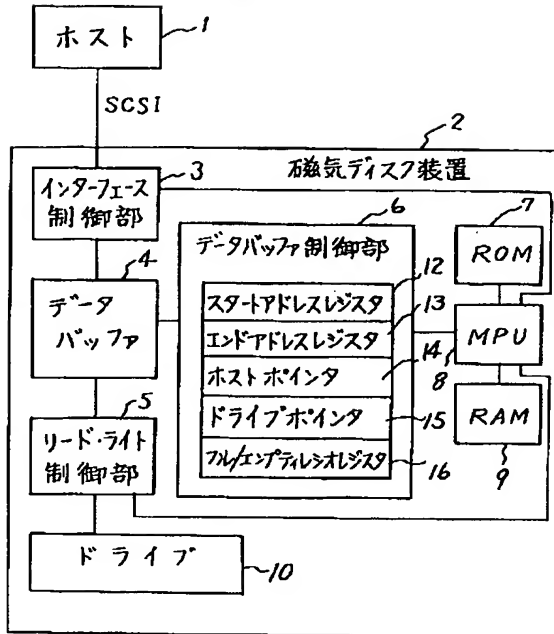 ホスト
1
SCSI
2
磁気ディスク装置
3
インターフェース
制御部
4
データ
バッファ
5
リード・ライト
制御部
ドライブ
10
6
データバッファ制御部
12
スタートアドレスレジスタ
13
エンドアドレスレジスタ
14
ホストポインタ
ドライブポインタ
15
フル/エンプティレシオレジスタ
16
7
ROM
MPU
8
RAM
9